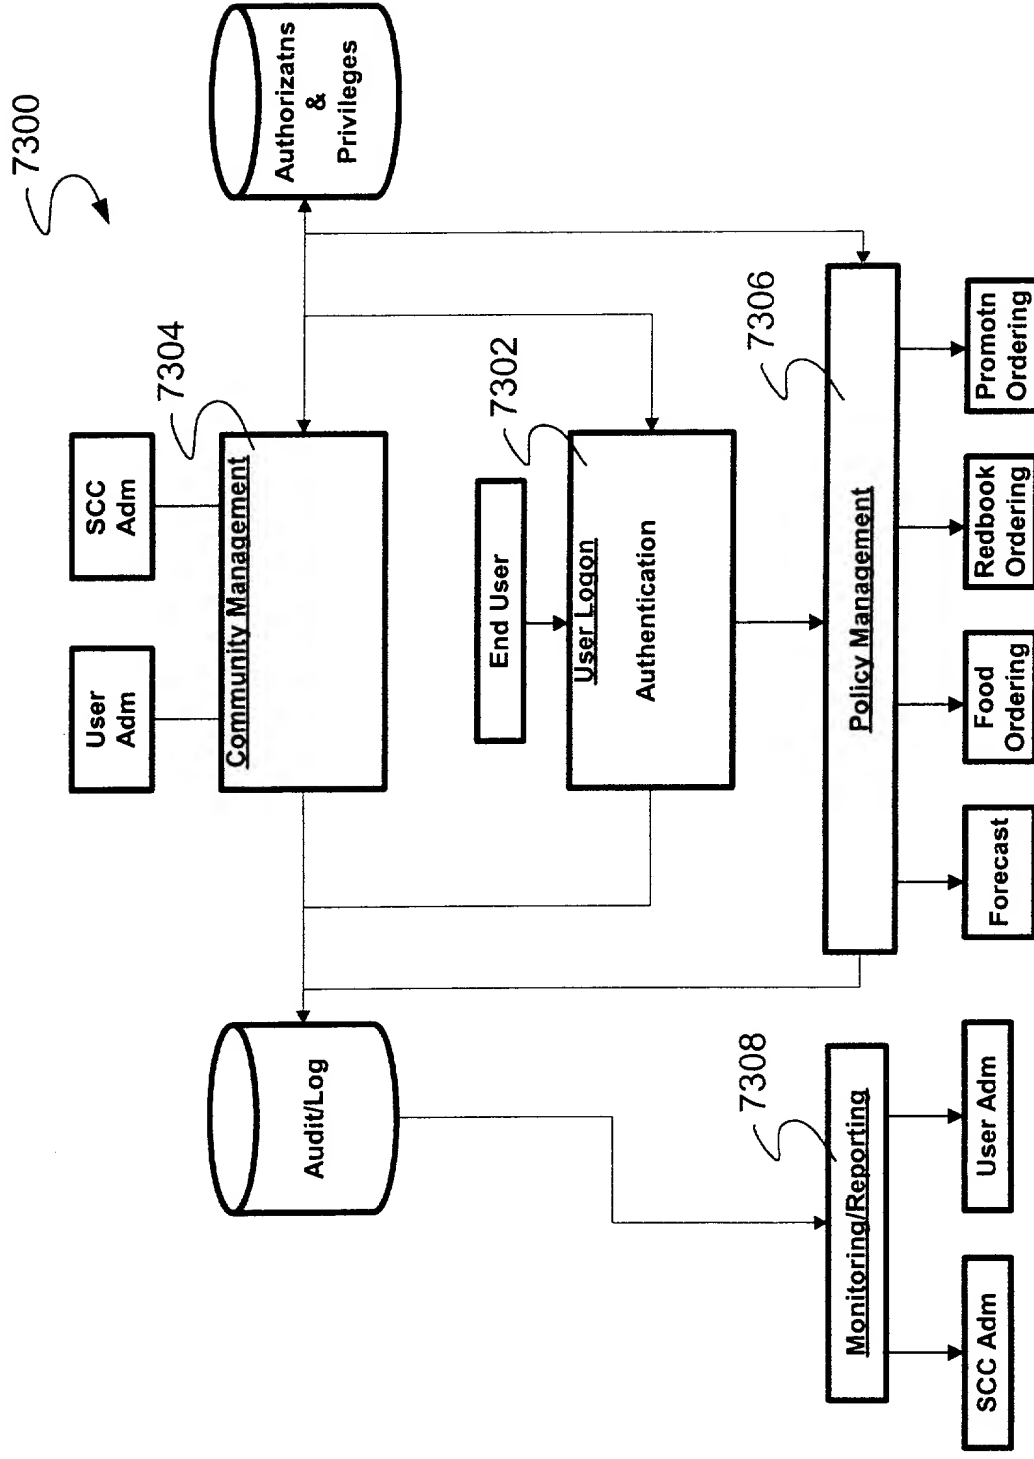 7300
User
Adm
SCC
Adm
7304
Community Management
Audit/Log
Authorizatns
&
Privileges
End User
7302
User Logon
Authentication
7308
Monitoring/Reporting
7306
Policy Management
SCC Adm
User Adm
Forecast
Food
Ordering
Redbook
Ordering
Promotn
Ordering